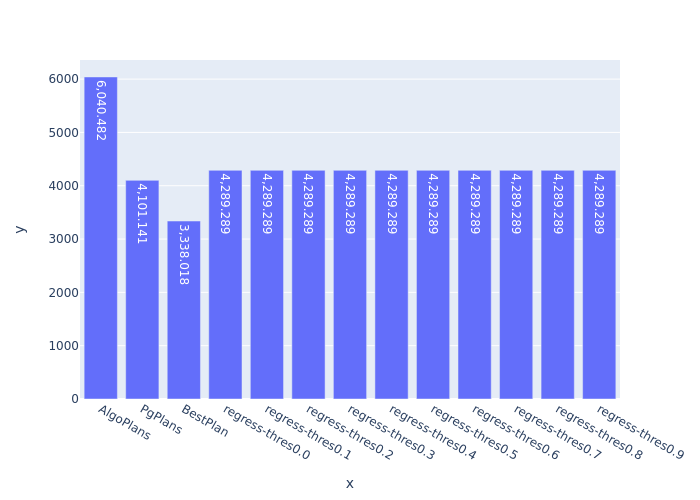 6000
5000
4000
3000
2000
1000
0
y
6,040.482
4,101.141
3,338.018
4,289.289
4,289.289
4,289.289
4,289.289
4,289.289
4,289.289
4,289.289
4,289.289
4,289.289
4,289.289
AlgoPlans
PgPlans
BestPlan
regress-thres0.0
regress-thres0.1
regress-thres0.2
regress-thres0.3
regress-thres0.4
regress-thres0.5
regress-thres0.6
regress-thres0.7
regress-thres0.8
regress-thres0.9
x